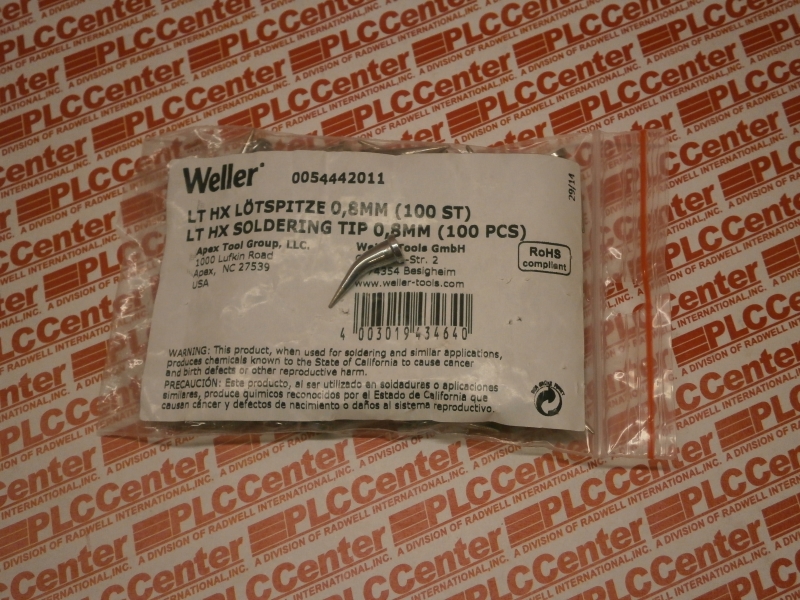 Weller® 0054442011
29/14
LT HX LÖTSPITZE 0,8MM (100 ST)
LT HX SOLDERING TIP 0,8MM (100 PCS)
Apex Tool Group, LLC.
1000 Lufkin Road
Apex, NC 27539
USA
Tools GmbH
-Str. 2
Besigheim
www.weller-tools.com
RoHS
compliant
4 003019 434640
WARNING: This product, when used for soldering and similar applications,
produces chemicals known to the State of California to cause cancer
and birth defects or other reproductive harm.
PRECAUCIÓN: Este producto, al ser utilizado en soldaduras o aplicaciones
similares, produce químicos reconocidos por el Estado de California que
causan cáncer y defectos de nacimiento o daños al sistema reproductivo.
PLCCenter
A DIVISION OF RADWELL INTERNATIONAL, INC.